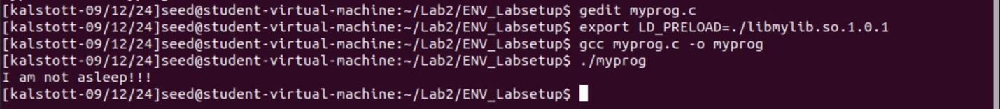 [kalstott-09/12/24]seed@student-virtual-machine:~/Lab2/ENV_Labsetup$ gedit myprog.c
[kalstott-09/12/24]seed@student-virtual-machine:~/Lab2/ENV_Labsetup$ export LD_PRELOAD=./libmylib.so.1.0.1
[kalstott-09/12/24]seed@student-virtual-machine:~/Lab2/ENV_Labsetup$ gcc myprog.c -o myprog
[kalstott-09/12/24]seed@student-virtual-machine:~/Lab2/ENV_Labsetup$ ./myprog
I am not asleep!!!
[kalstott-09/12/24]seed@student-virtual-machine:~/Lab2/ENV_Labsetup$